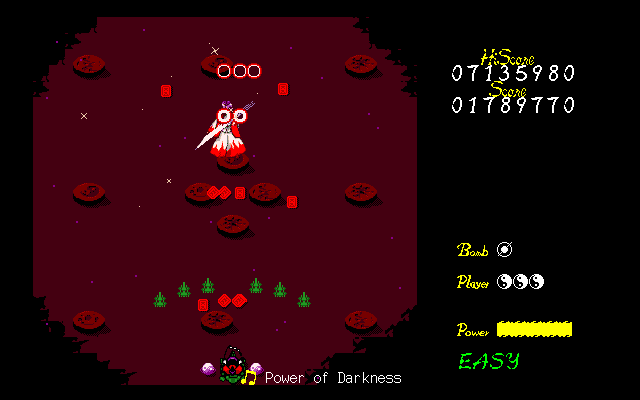 HiScore
07135980
Score
01789770
Bomb
Player
Power
EASY
Power of Darkness